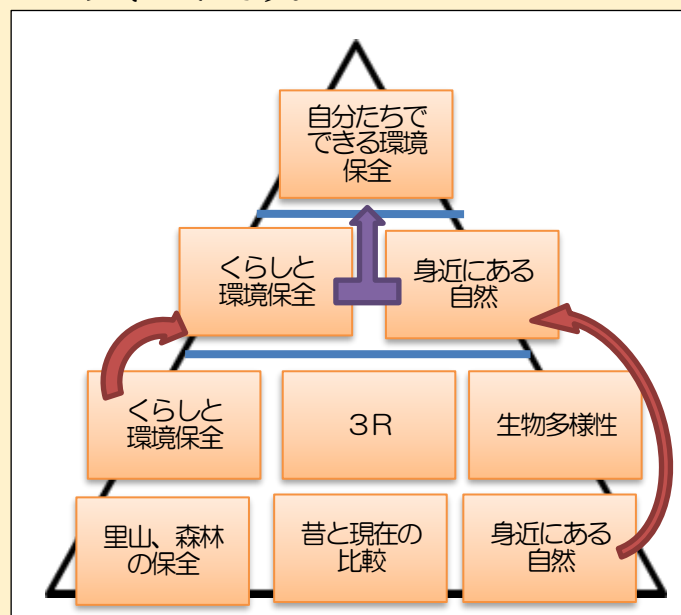 自分たちで
できる環境
保全
くらしと
環境保全
身近にある
自然
くらしと
環境保全
３Ｒ
生物多様性
里山、森林
の保全
昔と現在の
比較
身近にある
自然